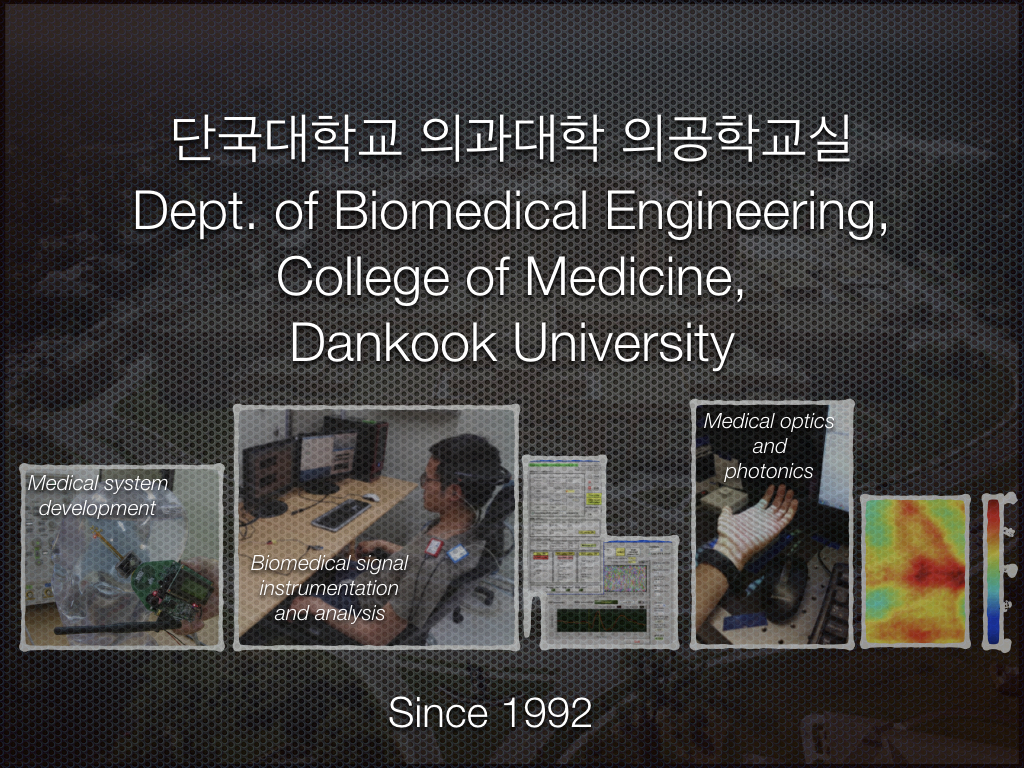 단국대학교 의과대학 의공학교실
Dept. of Biomedical Engineering,
College of Medicine,
Dankook University
Medical system
development
Biomedical signal
instrumentation
and analysis
Medical optics
and
photonics
Since 1992